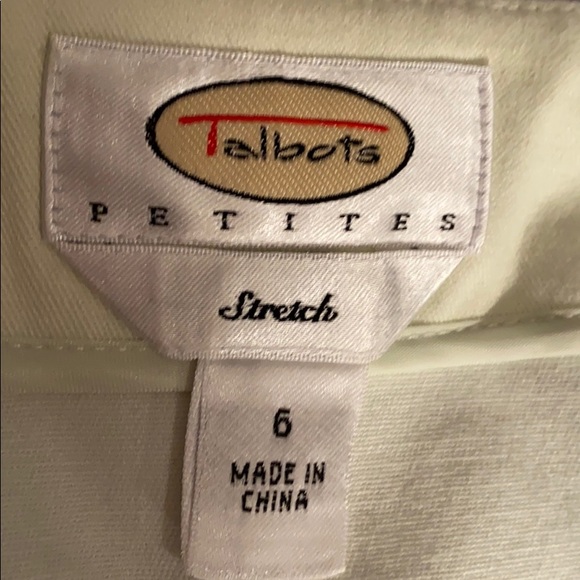 Talbots
PETITES
Stretch
6
MADE IN
CHINA